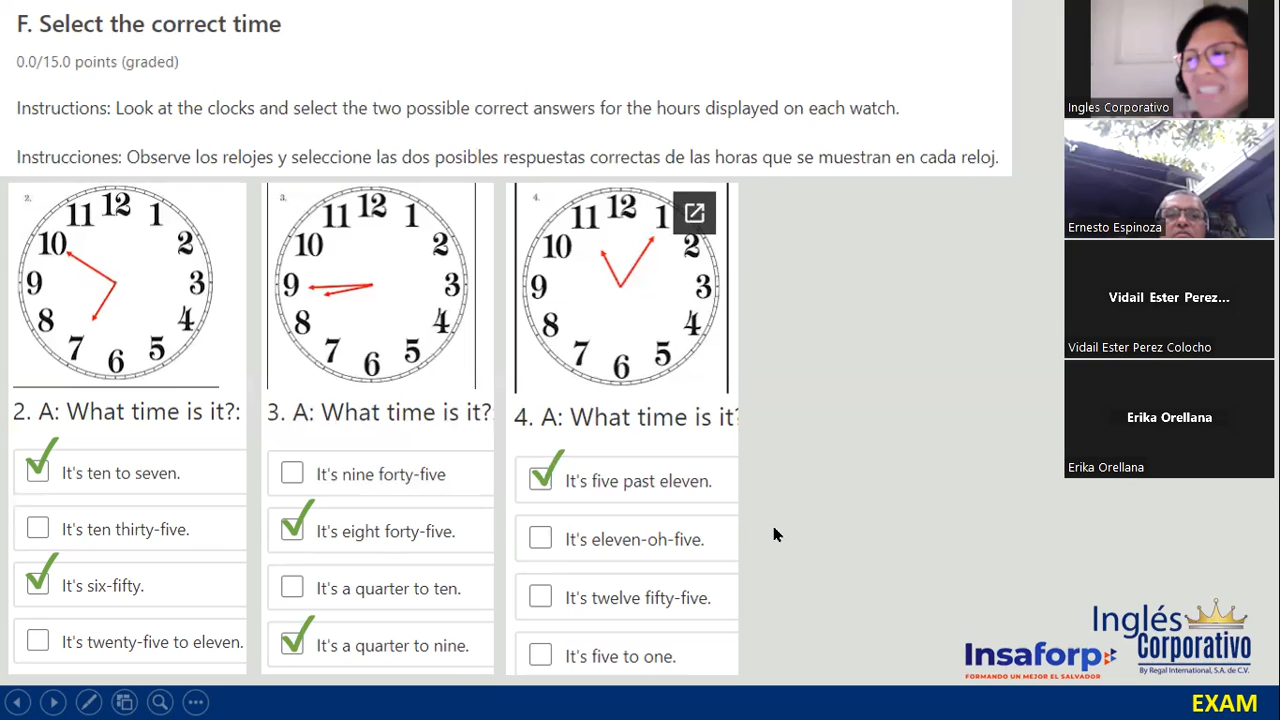 F. Select the correct time
0.0/15.0 points (graded)
Instructions: Look at the clocks and select the two possible correct answers for the hours displayed on each watch.
Instrucciones: Observe los relojes y seleccione las dos posibles respuestas correctas de las horas que se muestran en cada reloj.
2.
12
1
2
3
4
5
6
7
8
9
10
11
2. A: What time is it?:
It's ten to seven.
It's ten thirty-five.
It's six-fifty.
It's twenty-five to eleven.
3.
12
1
2
3
4
5
6
7
8
9
10
11
3. A: What time is it?
It's nine forty-five
It's eight forty-five.
It's a quarter to ten.
It's a quarter to nine.
4.
12
1
2
3
4
5
6
7
8
9
10
11
4. A: What time is it?
It's five past eleven.
It's eleven-oh-five.
It's twelve fifty-five.
It's five to one.
Ingles Corporativo
Ernesto Espinoza
Vidail Ester Perez...
Vidail Ester Perez Colocho
Erika Orellana
Erika Orellana
Insaforp
FORMANDO UN MEJOR EL SALVADOR
Inglés
Corporativo
By Regal International, S.A. de C.V.
EXAM